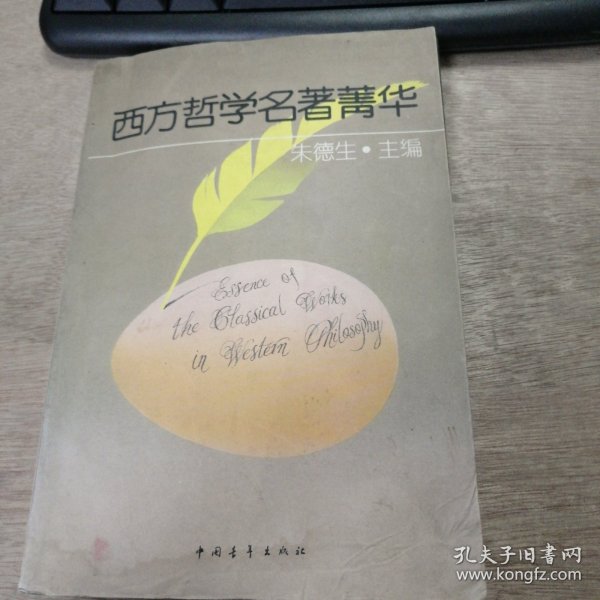 西方哲学名著菁华
朱德生·主编
Essence of
the Classical Works
in Western Philosophy
中国青年出版社
孔夫子旧书网
www.kongfz.com